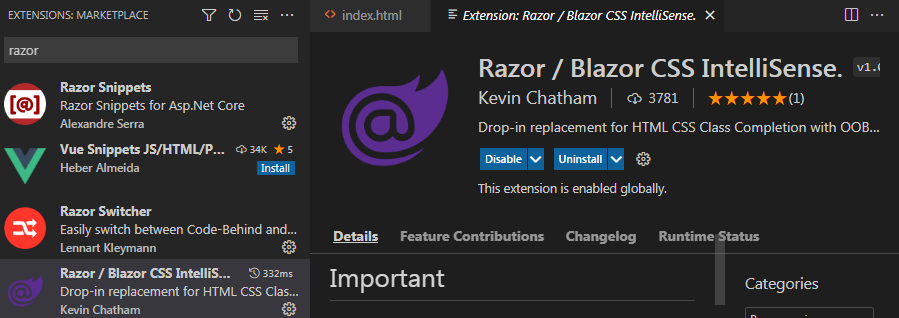 EXTENSIONS: MARKETPLACE
razor
Razor Snippets
Razor Snippets for Asp.Net Core
Alexandre Serra
Vue Snippets JS/HTML/P... 34K 5
Heber Almeida Install
Razor Switcher
Easily switch between Code-Behind and...
Lennart Kleymann
Razor / Blazor CSS IntelliS... 332ms
Drop-in replacement for HTML CSS Clas...
Kevin Chatham
index.html Extension: Razor / Blazor CSS IntelliSense.
Razor / Blazor CSS IntelliSense.
Kevin Chatham 3781 (1)
Drop-in replacement for HTML CSS Class Completion with OOB...
Disable Uninstall
This extension is enabled globally.
Details Feature Contributions Changelog Runtime Status
Important
Categories